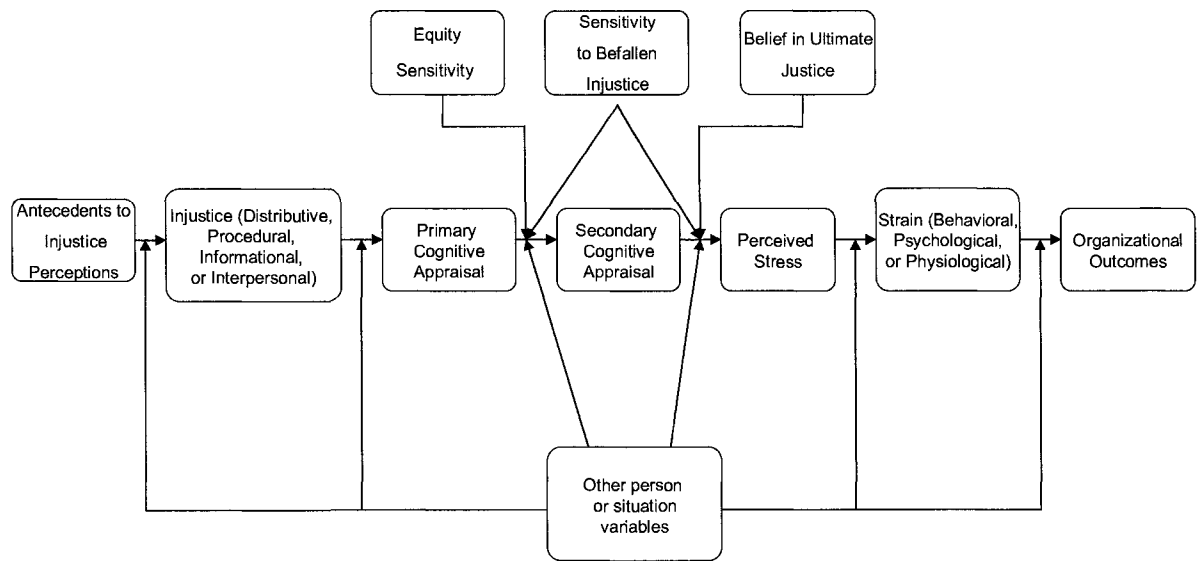 Equity
Sensitivity
Sensitivity
to Befallen
Injustice
Belief in Ultimate
Justice
Antecedents to
Injustice
Perceptions
Injustice (Distributive,
Procedural,
Informational,
or Interpersonal)
Primary
Cognitive
Appraisal
Secondary
Cognitive
Appraisal
Perceived
Stress
Strain (Behavioral,
Psychological,
or Physiological)
Organizational
Outcomes
Other person
or situation
variables